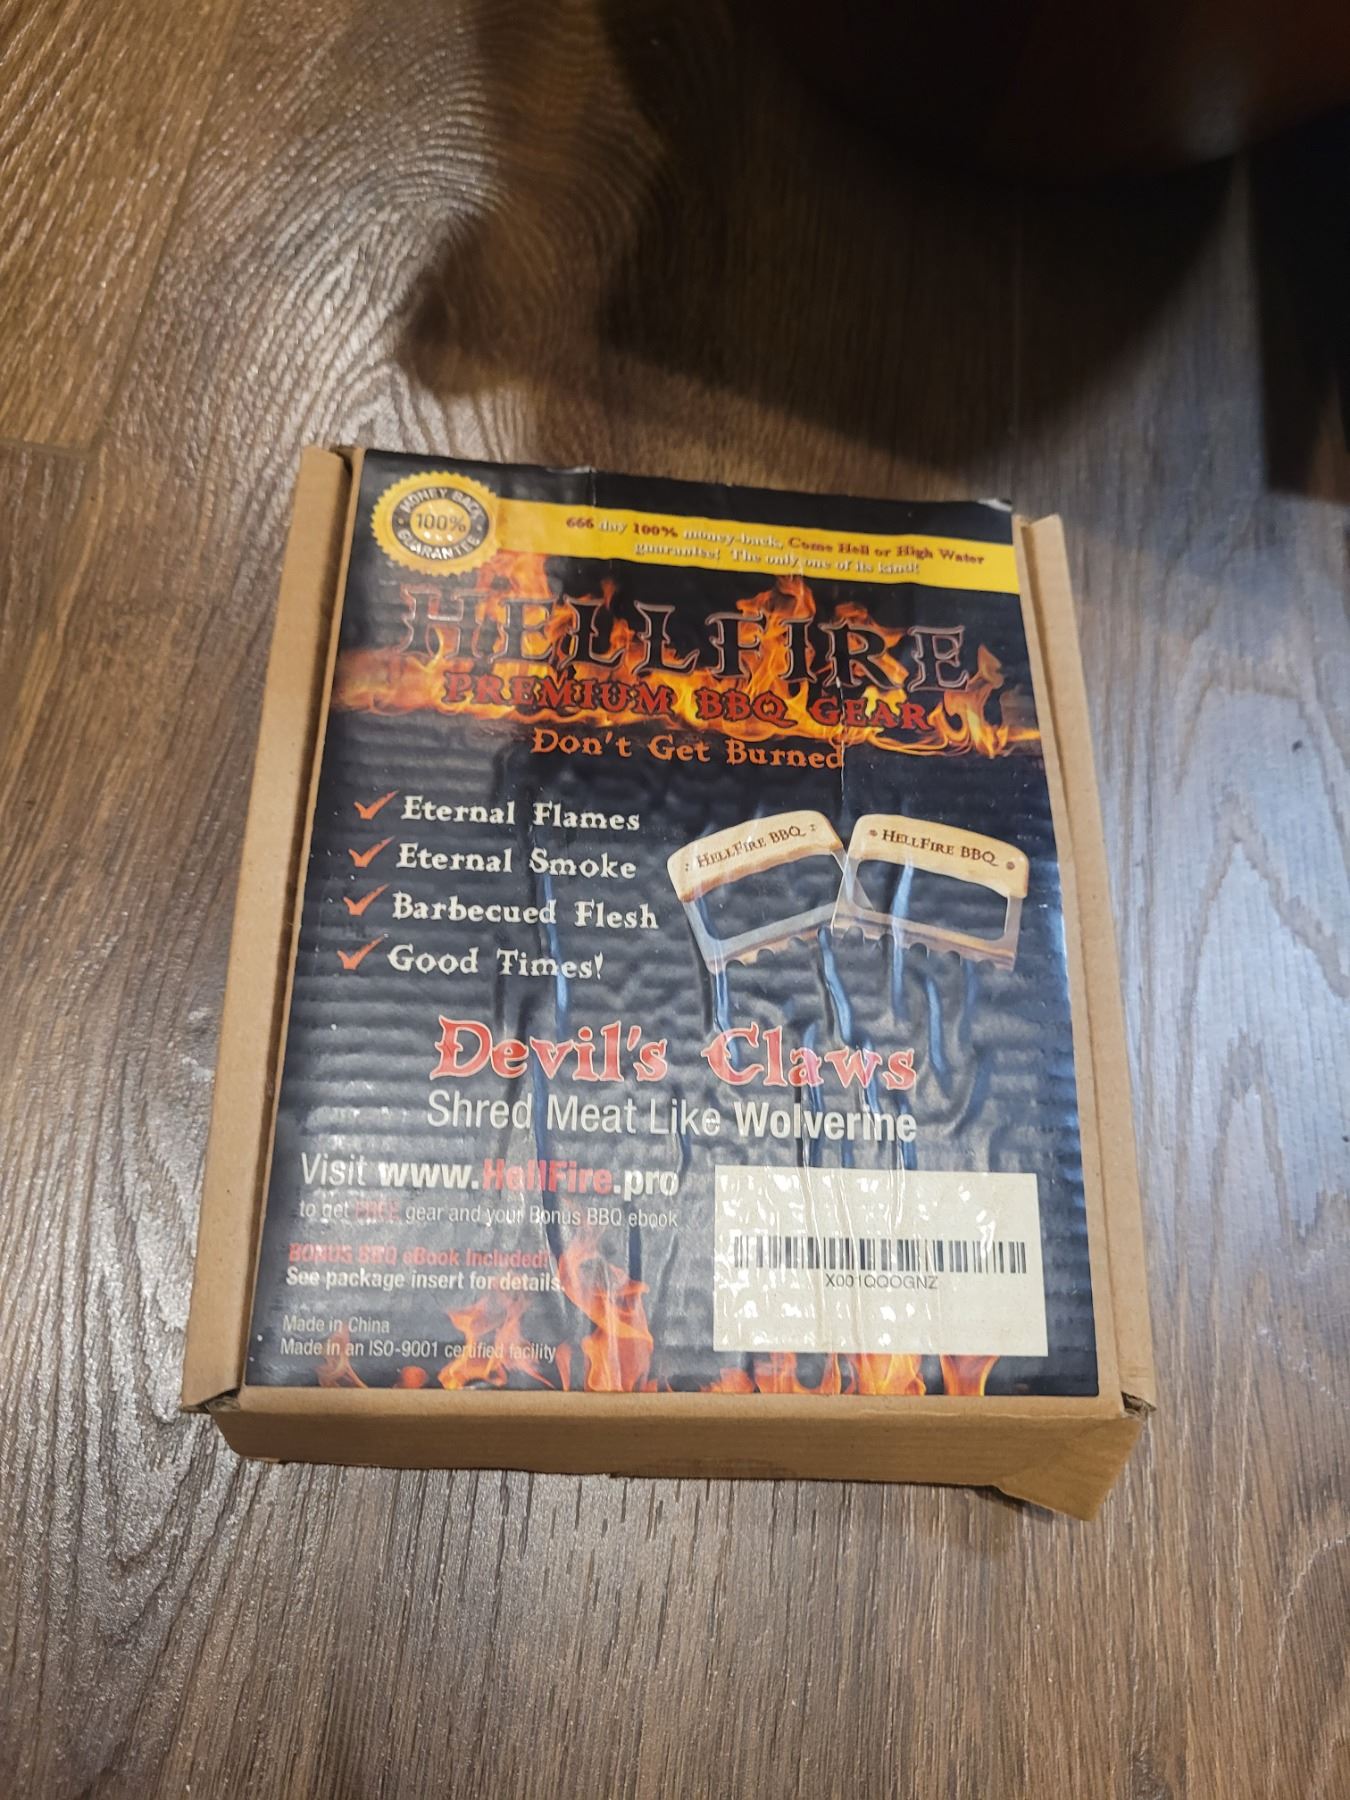 MONEY BACK
100%
GUARANTEE
666 day 100% money-back, Come Hell or High Water
guarantee! The only one of its kind!
HELLFIRE
PREMIUM BBQ GEAR
Don't Get Burned
Eternal Flames
Eternal Smoke
Barbecued Flesh
Good Times!
HELLFIRE BBQ
HELLFIRE BBQ
Devil's Claws
Shred Meat Like Wolverine
Visit www.HellFire.pro
to get FREE gear and your Bonus BBQ ebook
BONUS BBQ eBook Included!
See package insert for details.
Made in China
Made in an ISO-9001 certified facility
X001QQOGNZ